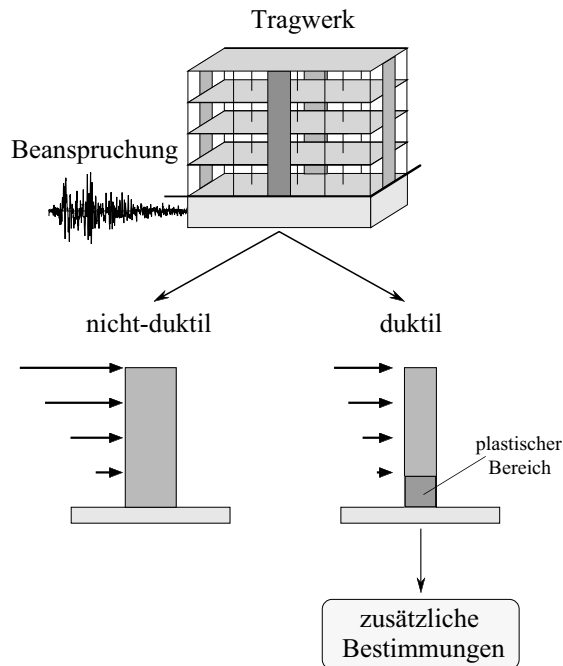 Tragwerk
Beanspruchung
nicht-duktil
duktil
plastischer
Bereich
zusätzliche
Bestimmungen